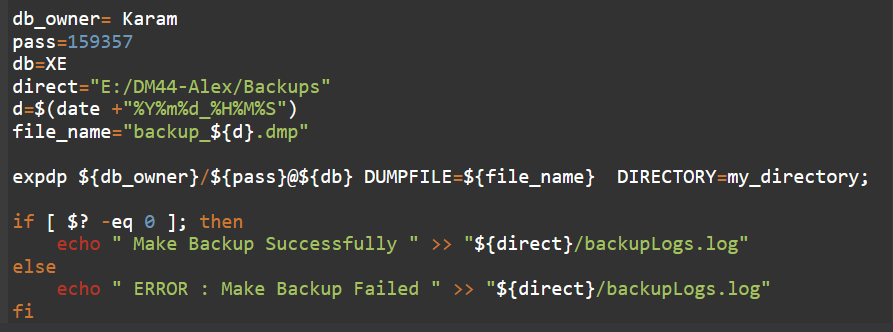 db_owner= Karam
pass=159357
db=XE
direct="E:/DM44-Alex/Backups"
d=$(date +"%Y%m%d_%H%M%S")
file_name="backup_${d}.dmp"

expdp ${db_owner}/${pass}@${db} DUMPFILE=${file_name}  DIRECTORY=my_directory;

if [ $? -eq 0 ]; then
    echo " Make Backup Successfully " >> "${direct}/backupLogs.log"
else
    echo " ERROR : Make Backup Failed " >> "${direct}/backupLogs.log"
fi